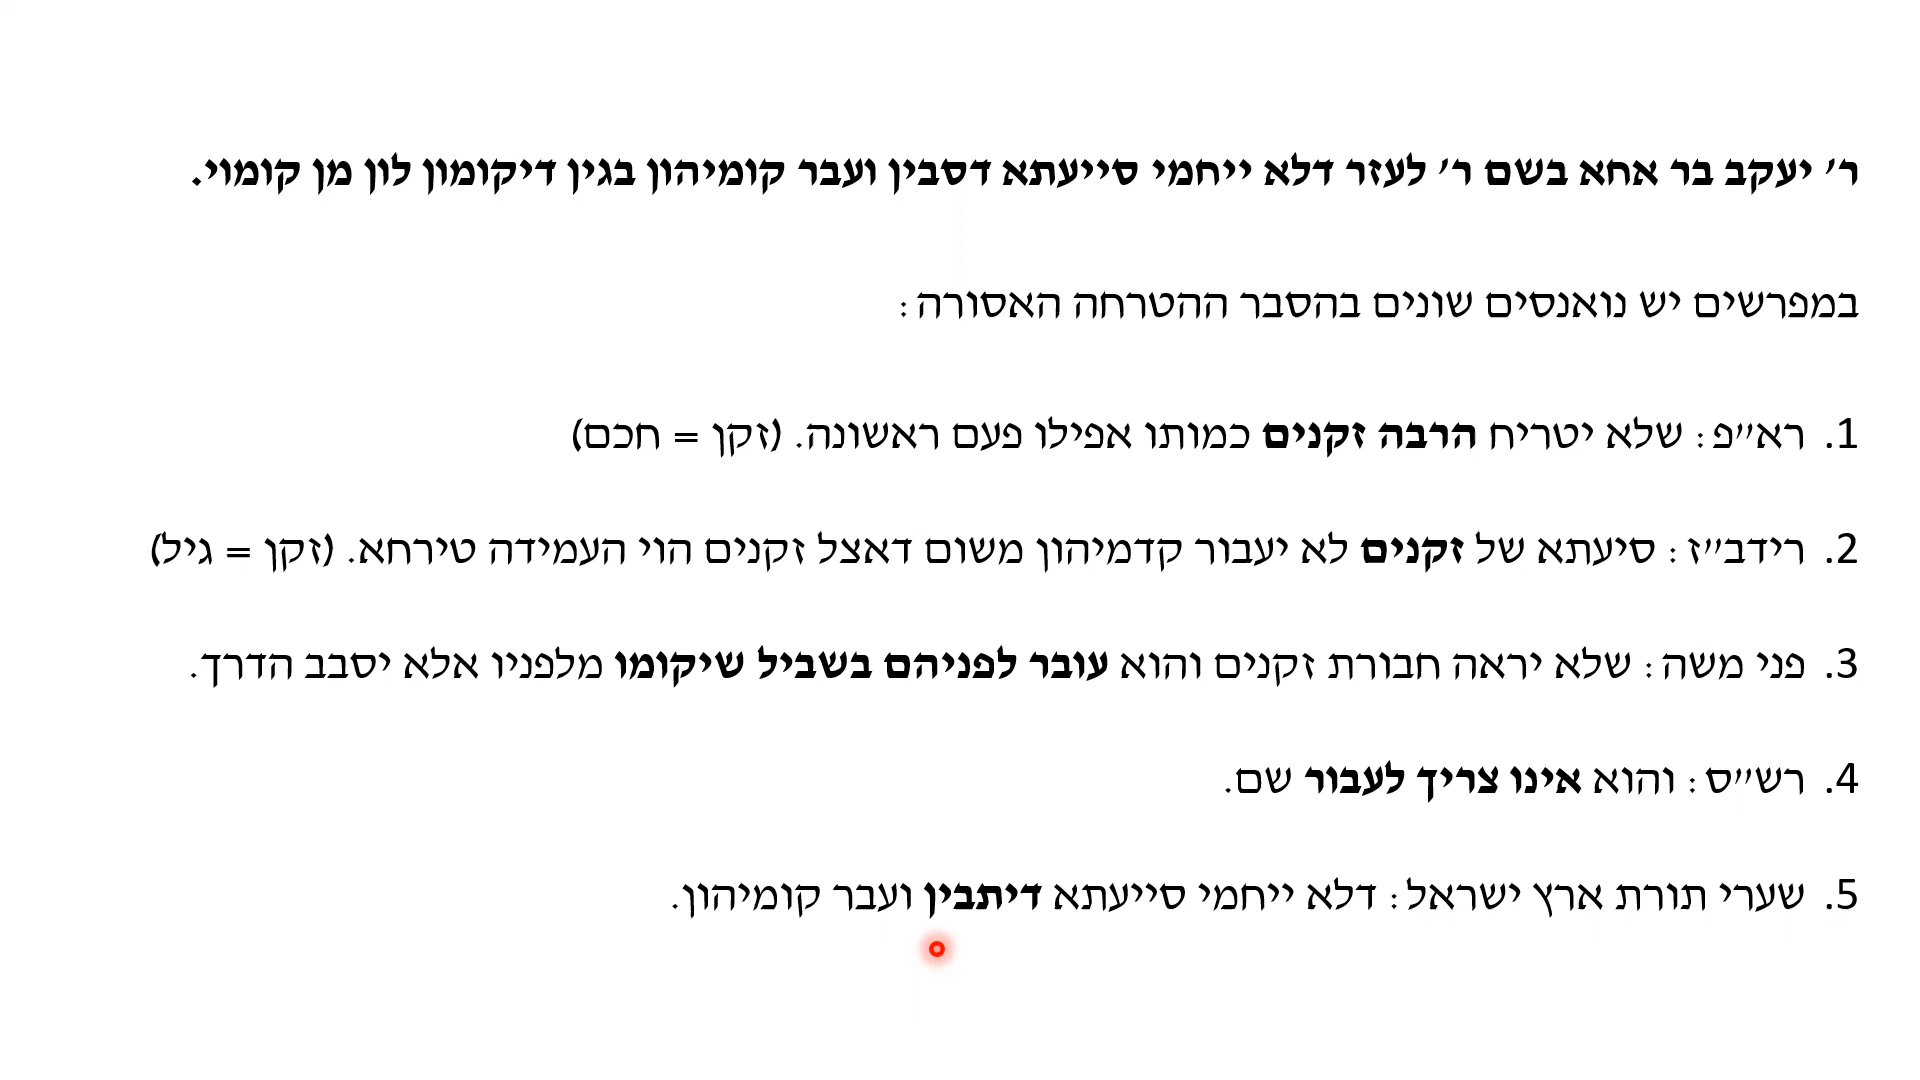 ר' יעקב בר אחא בשם ר' לעזר דלא ייחמי סייעתא דסבין ועבר קומיהון בגין דיקומון לון מן קומוי.
במפרשים יש נואנסים שונים בהסבר ההטרחה האסורה:
1. רא"פ: שלא יטריח הרבה זקנים כמותו אפילו פעם ראשונה. (זקן = חכם)
2. רידב"ז: סיעתא של זקנים לא יעבור קדמיהון משום דאצל זקנים הוי העמידה טירחא. (זקן = גיל)
3. פני משה: שלא יראה חבורת זקנים והוא עובר לפניהם בשביל שיקומו מלפניו אלא יסבב הדרך.
4. רש"ס: והוא אינו צריך לעבור שם.
5. שערי תורת ארץ ישראל: דלא ייחמי סייעתא דיתבין ועבר קומיהון.